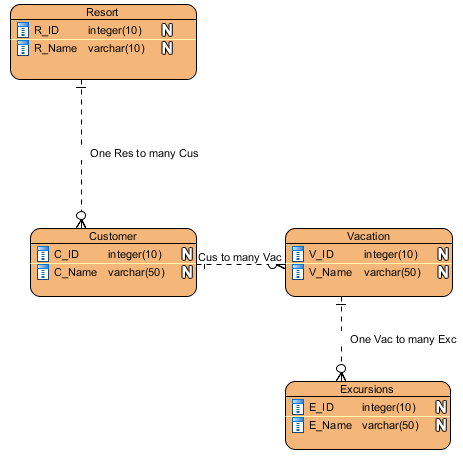 Resort
R_ID integer(10) N
R_Name varchar(10) N
One Res to many Cus
Customer
C_ID integer(10) N
C_Name varchar(50) N
Cus to many Vac
Vacation
V_ID integer(10) N
V_Name varchar(50) N
One Vac to many Exc
Excursions
E_ID integer(10) N
E_Name varchar(50) N